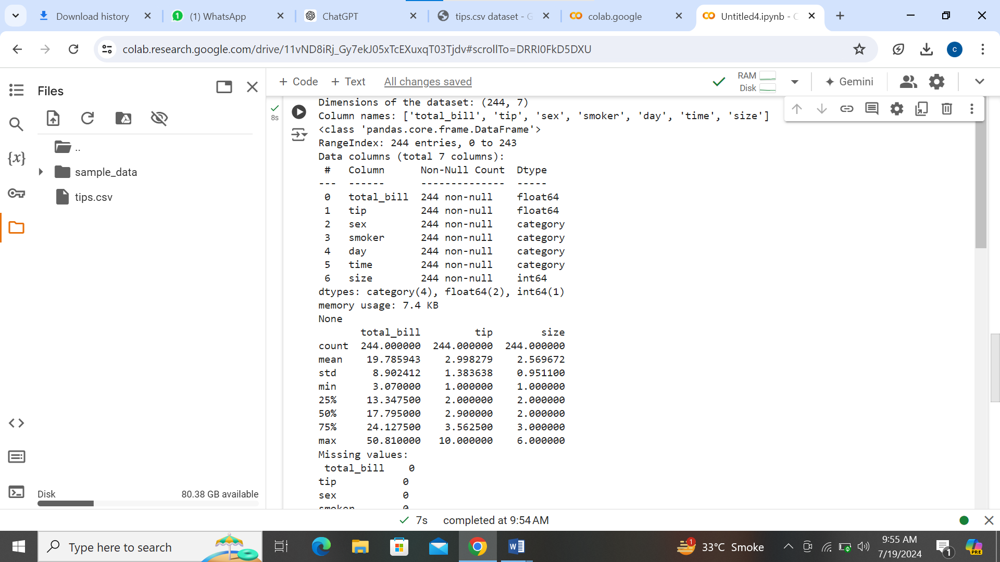 Download history
(1) WhatsApp
ChatGPT
tips.csv dataset - G
colab.google
Untitled4.ipynb - C
colab.research.google.com/drive/11vND8iRj_Gy7ekJ05xTcEXuxqT03Tjdv#scrollTo=DRRI0FkD5DXU
C
Files
+ Code + Text All changes saved
RAM
Disk
Gemini
..
sample_data
tips.csv
{x}
Disk 80.38 GB available
8s
Dimensions of the dataset: (244, 7)
Column names: ['total_bill', 'tip', 'sex', 'smoker', 'day', 'time', 'size']
<class 'pandas.core.frame.DataFrame'>
RangeIndex: 244 entries, 0 to 243
Data columns (total 7 columns):
# Column Non-Null Count Dtype
--- ------ -------------- -----
0 total_bill 244 non-null float64
1 tip 244 non-null float64
2 sex 244 non-null category
3 smoker 244 non-null category
4 day 244 non-null category
5 time 244 non-null category
6 size 244 non-null int64
dtypes: category(4), float64(2), int64(1)
memory usage: 7.4 KB
None
total_bill tip size
count 244.000000 244.000000 244.000000
mean 19.785943 2.998279 2.569672
std 8.902412 1.383638 0.951100
min 3.070000 1.000000 1.000000
25% 13.347500 2.000000 2.000000
50% 17.795000 2.900000 2.000000
75% 24.127500 3.562500 3.000000
max 50.810000 10.000000 6.000000
Missing values:
total_bill 0
tip 0
sex 0
smoker 0
7s completed at 9:54 AM
Type here to search
1
33°C Smoke
9:55 AM
7/19/2024
1
PRE